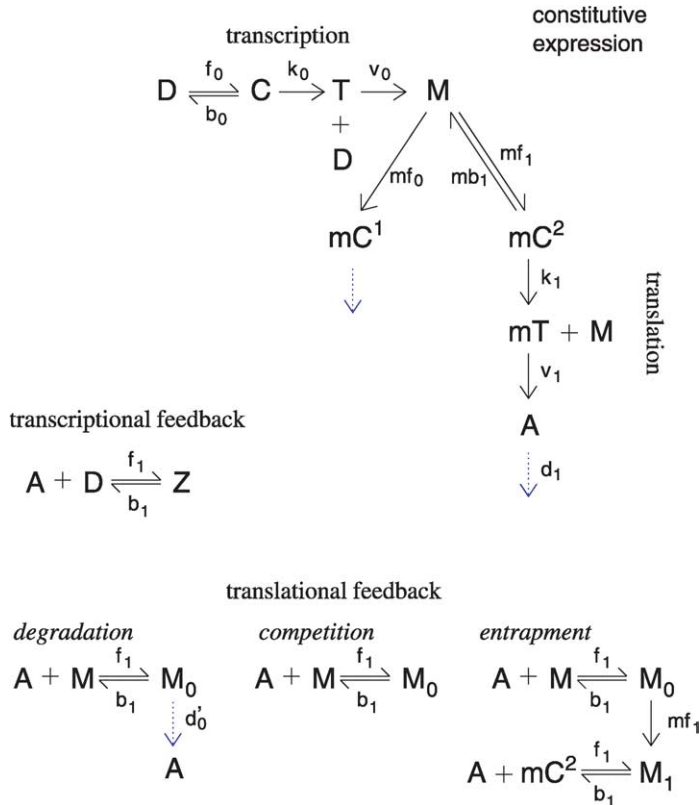 constitutive
expression
transcription
D f₀ b₀ C k₀ T v₀ M
+
D
mf₀ mb₁ mf₁
mC¹ mC²
k₁
mT + M
translation
v₁
A
d₁
transcriptional feedback
A + D f₁ b₁ Z
translational feedback
degradation competition entrapment
A + M f₁ b₁ M₀ A + M f₁ b₁ M₀ A + M f₁ b₁ M₀
d₀' mf₁
A A + mC² f₁ b₁ M₁